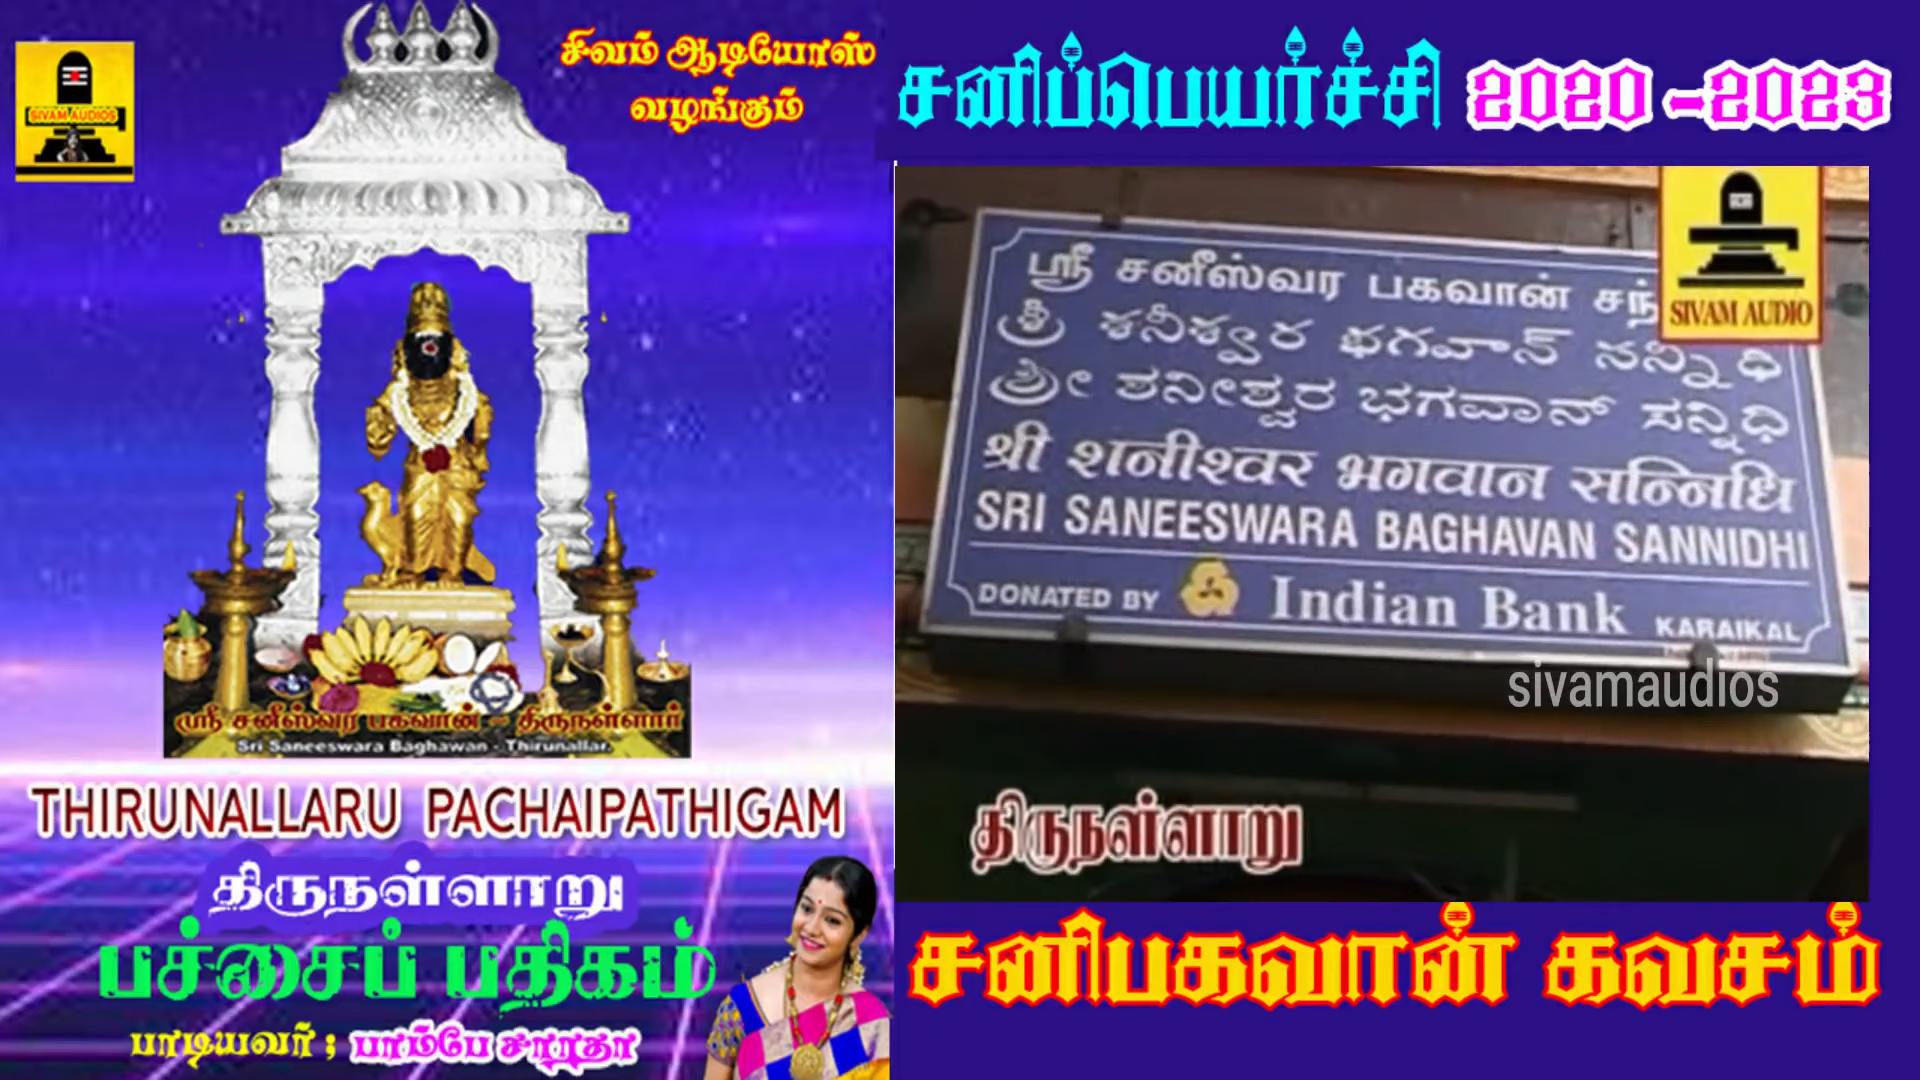 SIVAM AUDIOS
சிவம் ஆடியோஸ்
வழங்கும்
ஸ்ரீ சனீஸ்வர பகவான் - திருநள்ளார்
Sri Saneeswara Baghawan - Thirunallar.
THIRUNALLARU PACHAIPATHIGAM
திருநள்ளாறு
பச்சைப் பதிகம்
பாடியவர் ; பாம்பே சாரதா
சனிப்பெயர்ச்சி 2020 -2023
SIVAM AUDIO
ஸ்ரீ சனீஸ்வர பகவான்
శ్రీ శనీశ్వర భగవాన్ సన్నిధి
ಶ್ರೀ ಶನೀಶ್ವರ ಭಗವಾನ್ ಸನ್ನಿಧಿ
श्री शनीश्वर भगवान सन्निधि
SRI SANEESWARA BAGHAVAN SANNIDHI
DONATED BY Indian Bank KARAIKAL
sivamaudios
திருநள்ளாறு
சனிபகவான் கவசம்